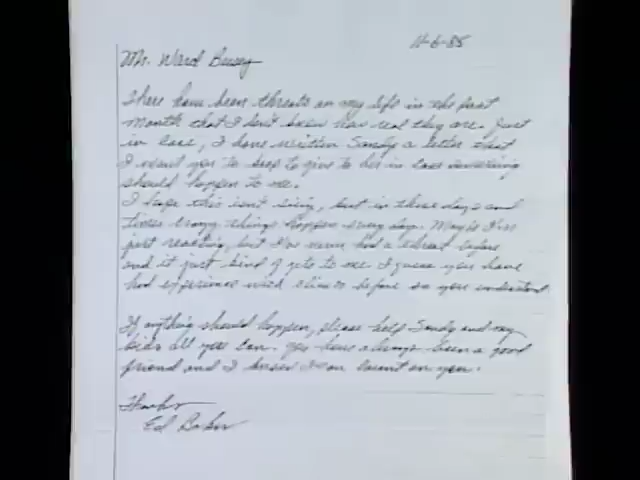 11-6-85
Mr. Ward Busey
There have been threats on my life in the past
month that I don't know how real they are. Just
in case, I have written Sandy a letter that
I want you to keep to give to her in case something
should happen to me.
I hope this isn't silly, but in these days and
times crazy things happen every day. Maybe I'm
just reacting, but I've never had a threat before
and it just kind of gets to me. I guess you have
had experience with clients before so you understand.
If anything should happen, please help Sandy and my
kids all you can. You have always been a good
friend and I know I can count on you.
Thanks
Ed Baker